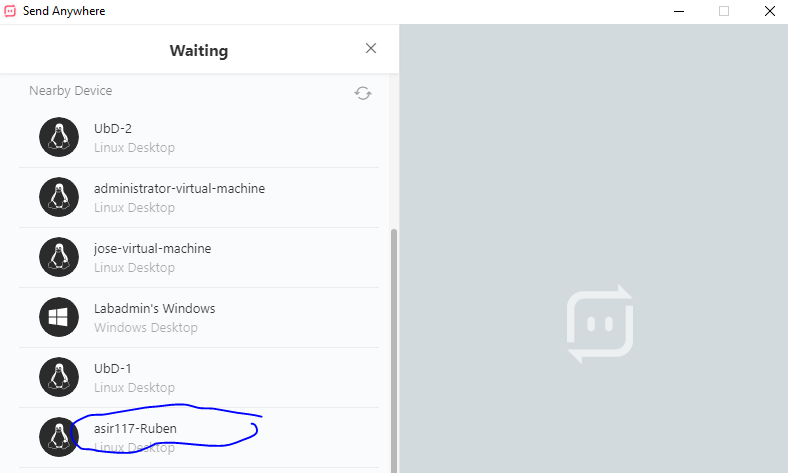 Send Anywhere
Waiting
Nearby Device
UbD-2
Linux Desktop
administrator-virtual-machine
Linux Desktop
jose-virtual-machine
Linux Desktop
Labadmin's Windows
Windows Desktop
UbD-1
Linux Desktop
asir117-Ruben
Linux Desktop